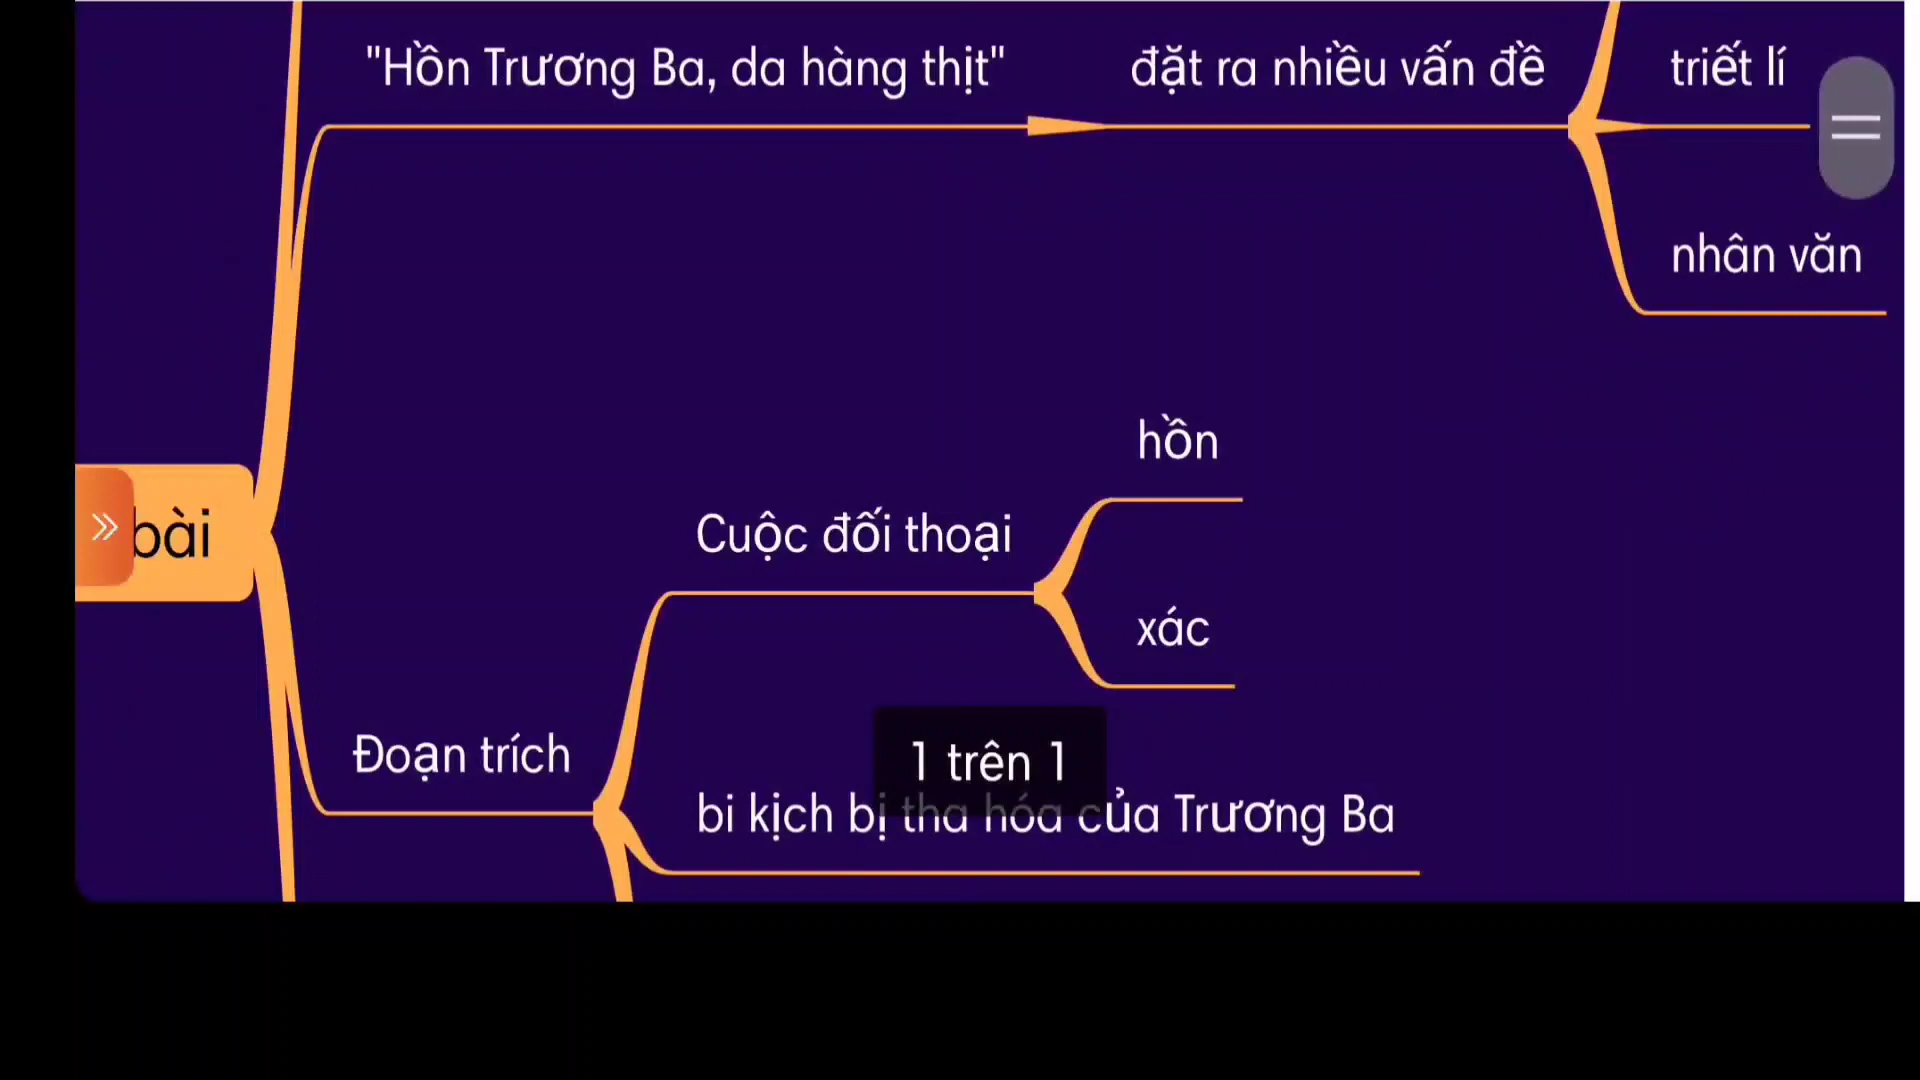 "Hồn Trương Ba, da hàng thịt"
đặt ra nhiều vấn đề
triết lí
nhân văn
bài
Đoạn trích
Cuộc đối thoại
hồn
xác
1 trên 1
bi kịch bị tha hóa của Trương Ba